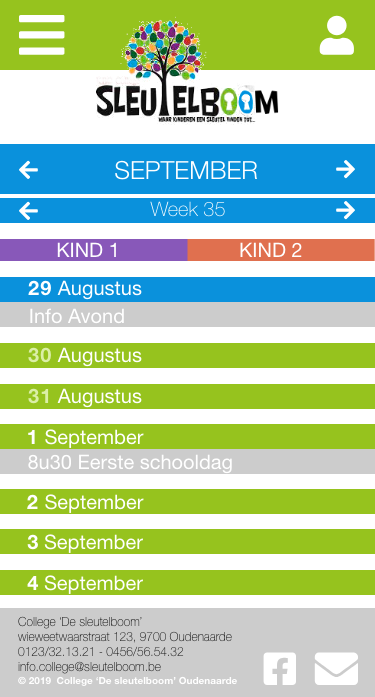 SLEUTELBOOM
WAAR KINDEREN EEN SLEUTEL VINDEN TOT...
SEPTEMBER
Week 35
KIND 1 KIND 2
29 Augustus
Info Avond
30 Augustus
31 Augustus
1 September
8u30 Eerste schooldag
2 September
3 September
4 September
College ‘De sleutelboom’
wieweetwaarstraat 123, 9700 Oudenaarde
0123/32.13.21 - 0456/56.54.32
info.college@sleutelboom.be
© 2019 College ‘De sleutelboom’ Oudenaarde